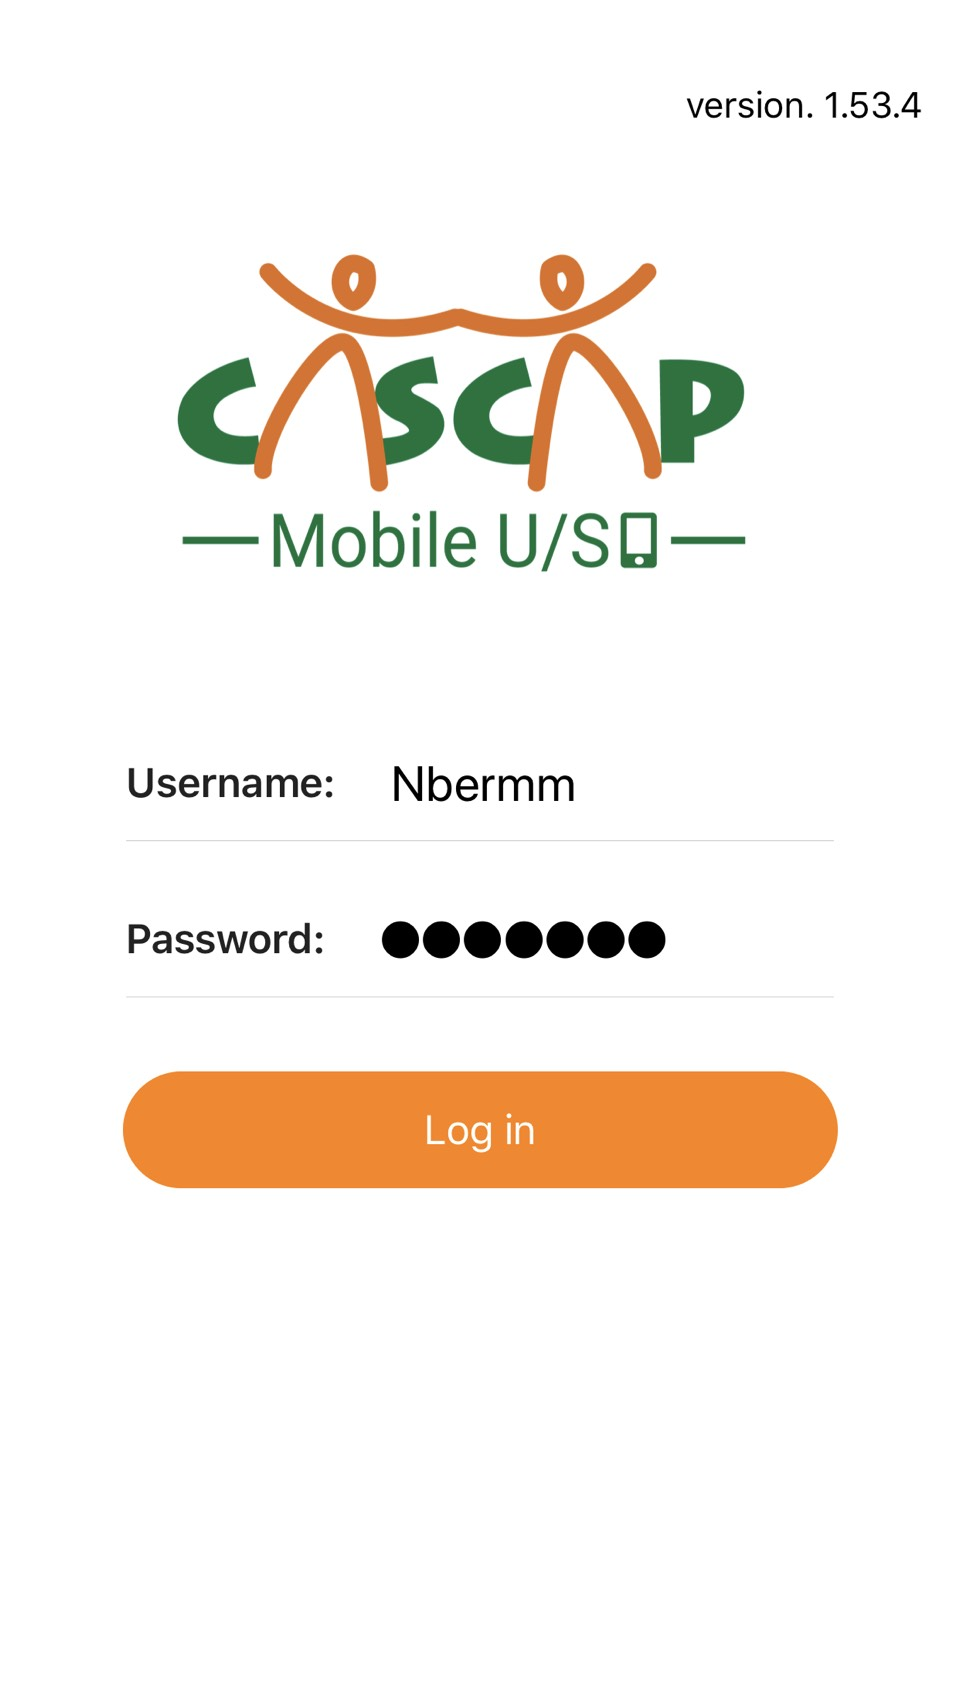 version. 1.53.4
CASCAP
Mobile U/S
Username: Nbermm
Password: ●●●●●●●
Log in